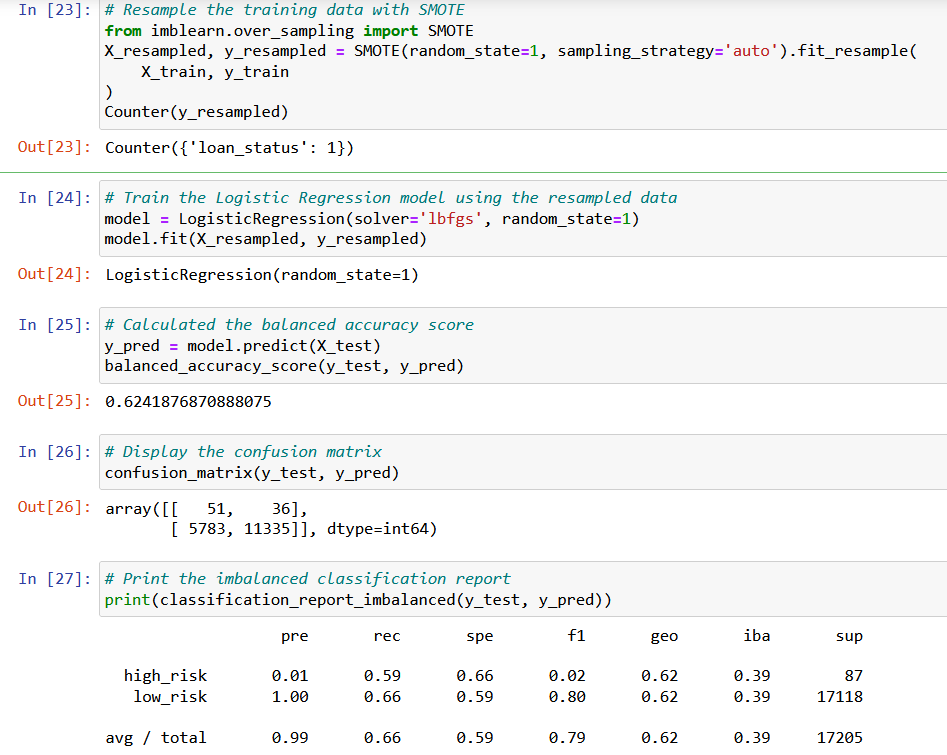 In [23]: # Resample the training data with SMOTE
from imblearn.over_sampling import SMOTE
X_resampled, y_resampled = SMOTE(random_state=1, sampling_strategy='auto').fit_resample(
    X_train, y_train
)
Counter(y_resampled)
Out[23]: Counter({'loan_status': 1})
In [24]: # Train the Logistic Regression model using the resampled data
model = LogisticRegression(solver='lbfgs', random_state=1)
model.fit(X_resampled, y_resampled)
Out[24]: LogisticRegression(random_state=1)
In [25]: # Calculated the balanced accuracy score
y_pred = model.predict(X_test)
balanced_accuracy_score(y_test, y_pred)
Out[25]: 0.6241876870888075
In [26]: # Display the confusion matrix
confusion_matrix(y_test, y_pred)
Out[26]: array([[   51,    36],
       [ 5783, 11335]], dtype=int64)
In [27]: # Print the imbalanced classification report
print(classification_report_imbalanced(y_test, y_pred))
pre rec spe f1 geo iba sup
high_risk 0.01 0.59 0.66 0.02 0.62 0.39 87
low_risk 1.00 0.66 0.59 0.80 0.62 0.39 17118
avg / total 0.99 0.66 0.59 0.79 0.62 0.39 17205